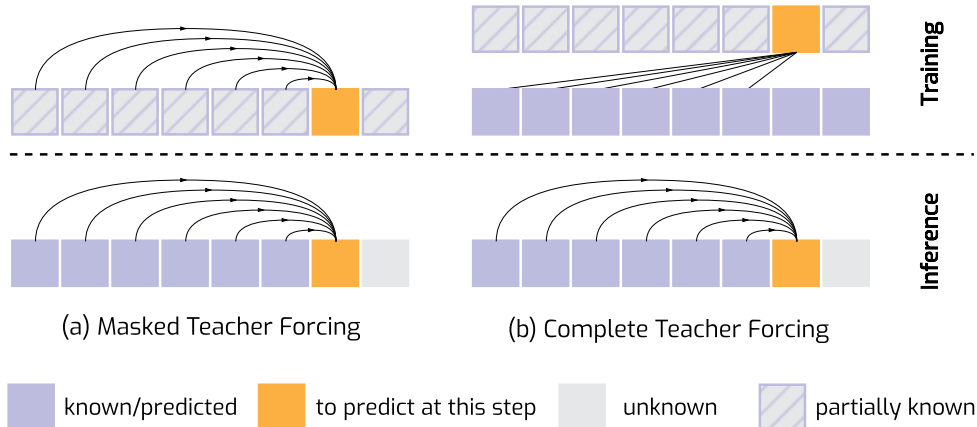 Training
Inference
(a) Masked Teacher Forcing
(b) Complete Teacher Forcing
known/predicted
to predict at this step
unknown
partially known